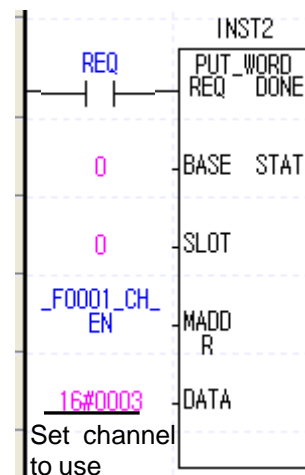 INST2
REQ
PUT_WORD
REQ DONE
0
BASE STAT
0
SLOT
_F0001_CH_
EN
MADD
R
16#0003
DATA
Set channel
to use